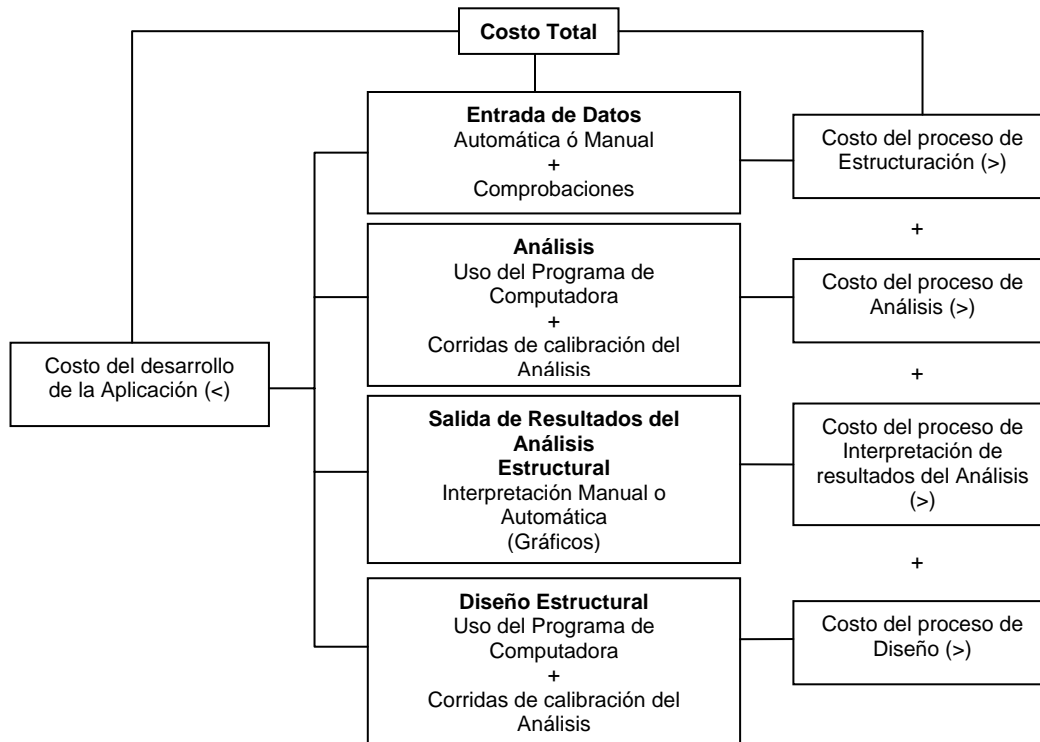 Costo Total
Entrada de Datos
Automática ó Manual
+
Comprobaciones
Costo del proceso de
Estructuración (>)
+
Análisis
Uso del Programa de
Computadora
+
Corridas de calibración del
Análisis
Costo del proceso de
Análisis (>)
+
Costo del desarrollo
de la Aplicación (<)
Salida de Resultados del
Análisis
Estructural
Interpretación Manual o
Automática
(Gráficos)
Costo del proceso de
Interpretación de
resultados del Análisis
(>)
+
Diseño Estructural
Uso del Programa de
Computadora
+
Corridas de calibración del
Análisis
Costo del proceso de
Diseño (>)